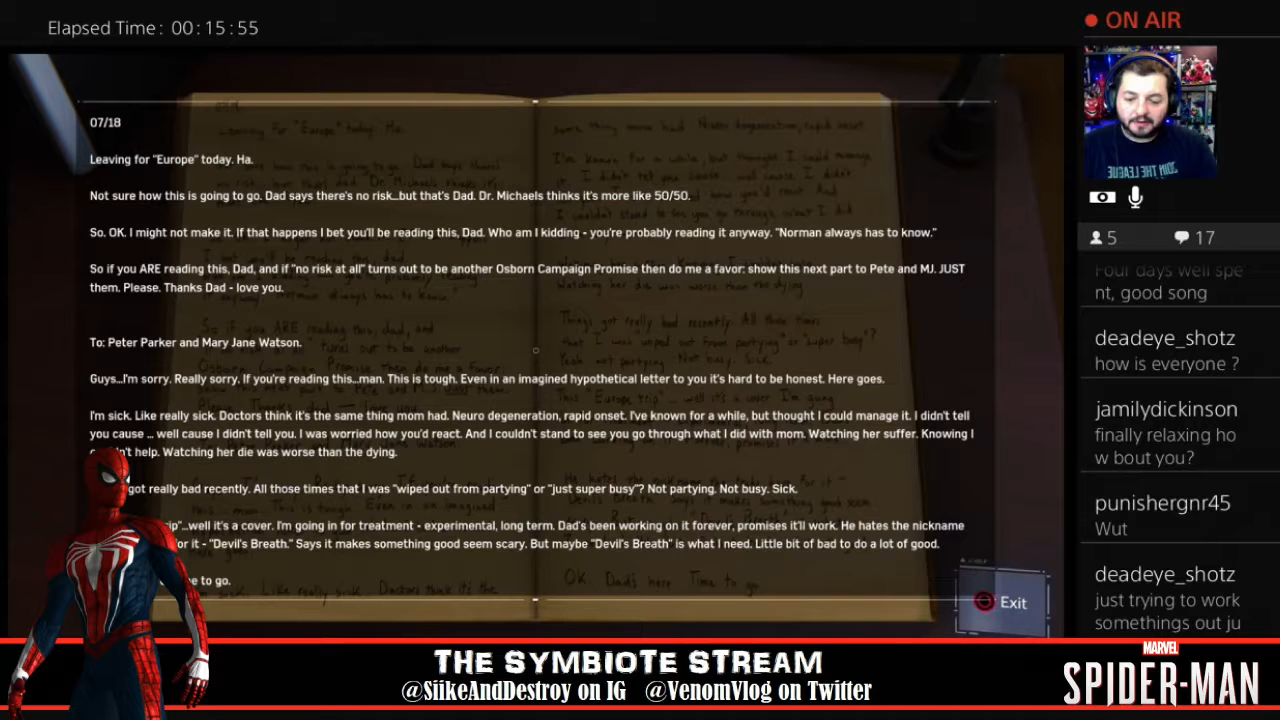 Elapsed Time: 00:15:55
ON AIR
07/18
Leaving for "Europe" today. Ha.
Not sure how this is going to go. Dad says there's no risk...but that's Dad. Dr. Michaels thinks it's more like 50/50.
So. OK. I might not make it. If that happens I bet you'll be reading this, Dad. Who am I kidding - you're probably reading it anyway. "Norman always has to know."
So if you ARE reading this, Dad, and if "no risk at all" turns out to be another Osborn Campaign Promise then do me a favor: show this next part to Pete and MJ. JUST
them. Please. Thanks Dad - love you.
To: Peter Parker and Mary Jane Watson.
Guys...I'm sorry. Really sorry. If you're reading this...man. This is tough. Even in an imagined hypothetical letter to you it's hard to be honest. Here goes.
I'm sick. Like really sick. Doctors think it's the same thing mom had. Neuro degeneration, rapid onset. I've known for a while, but thought I could manage it. I didn't tell
you cause ... well cause I didn't tell you. I was worried how you'd react. And I couldn't stand to see you go through what I did with mom. Watching her suffer. Knowing I
help. Watching her die was worse than the dying.
got really bad recently. All those times that I was "wiped out from partying" or "just super busy"? Not partying. Not busy. Sick.
ip"...well it's a cover. I'm going in for treatment - experimental, long term. Dad's been working on it forever, promises it'll work. He hates the nickname
or it - "Devil's Breath." Says it makes something good seem scary. But maybe "Devil's Breath" is what I need. Little bit of bad to do a lot of good.
e to go.
OK. Dad's here. Time to go.
Exit
5 17
Four days well spe
nt, good song
deadeye_shotz
how is everyone ?
jamilydickinson
finally relaxing ho
w bout you?
punishergnr45
Wut
deadeye_shotz
just trying to work
somethings out ju
THE SYMBIOTE STREAM
@SiikeAndDestroy on IG @VenomVlog on Twitter
MARVEL
SPIDER-MAN